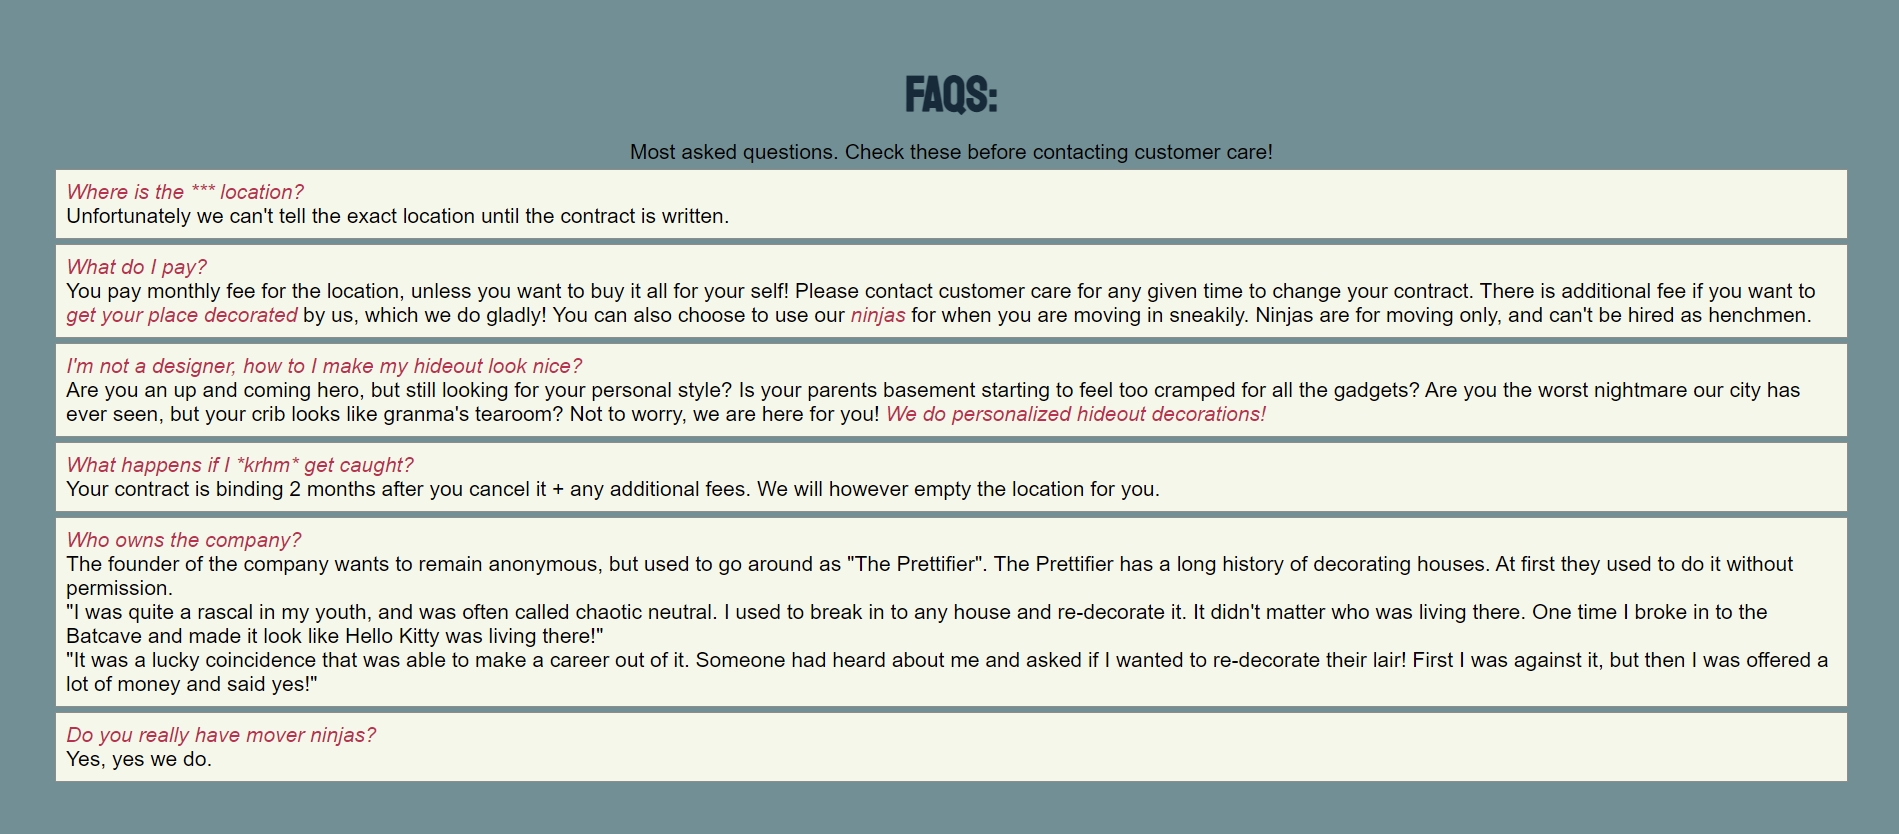 FAQS:
Most asked questions. Check these before contacting customer care!
Where is the *** location?
Unfortunately we can't tell the exact location until the contract is written.
What do I pay?
You pay monthly fee for the location, unless you want to buy it all for your self! Please contact customer care for any given time to change your contract. There is additional fee if you want to
get your place decorated by us, which we do gladly! You can also choose to use our ninjas for when you are moving in sneakily. Ninjas are for moving only, and can't be hired as henchmen.
I'm not a designer, how to I make my hideout look nice?
Are you an up and coming hero, but still looking for your personal style? Is your parents basement starting to feel too cramped for all the gadgets? Are you the worst nightmare our city has
ever seen, but your crib looks like granma's tearoom? Not to worry, we are here for you! We do personalized hideout decorations!
What happens if I *krhm* get caught?
Your contract is binding 2 months after you cancel it + any additional fees. We will however empty the location for you.
Who owns the company?
The founder of the company wants to remain anonymous, but used to go around as "The Prettifier". The Prettifier has a long history of decorating houses. At first they used to do it without
permission.
"I was quite a rascal in my youth, and was often called chaotic neutral. I used to break in to any house and re-decorate it. It didn't matter who was living there. One time I broke in to the
Batcave and made it look like Hello Kitty was living there!"
"It was a lucky coincidence that was able to make a career out of it. Someone had heard about me and asked if I wanted to re-decorate their lair! First I was against it, but then I was offered a
lot of money and said yes!"
Do you really have mover ninjas?
Yes, yes we do.